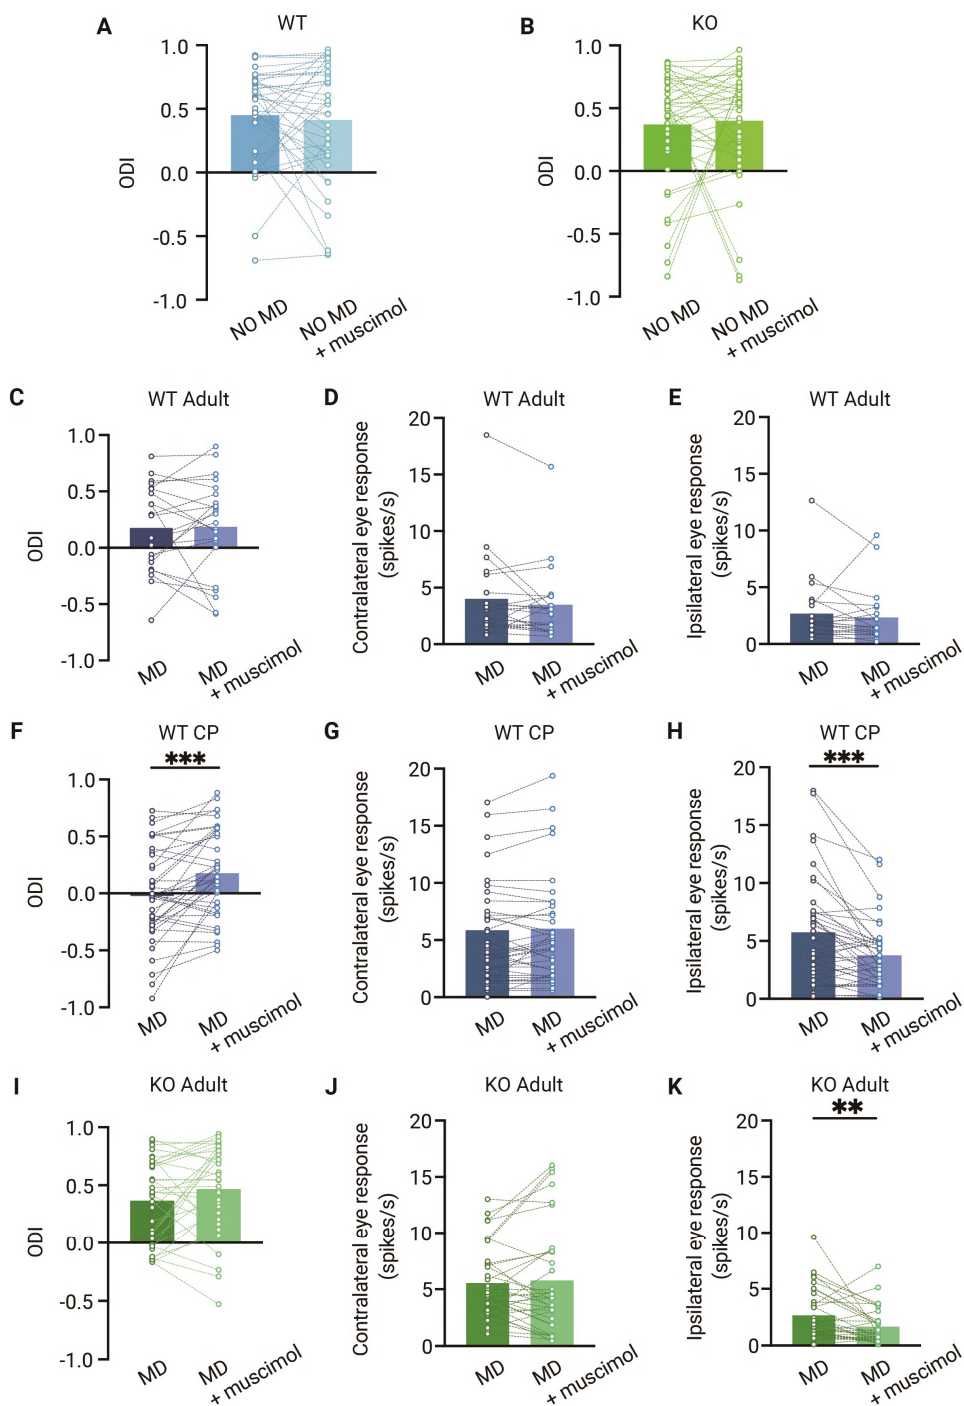 A
WT
B
KO
1.0
0.5
0.0
-0.5
-1.0
ODI
NO MD
NO MD
+ muscimol
1.0
0.5
0.0
-0.5
-1.0
ODI
NO MD
NO MD
+ muscimol
C
WT Adult
1.0
0.5
0.0
-0.5
-1.0
ODI
MD
MD
+ muscimol
D
WT Adult
20
15
10
5
0
Contralateral eye response
(spikes/s)
MD
MD
+ muscimol
E
WT Adult
20
15
10
5
0
Ipsilateral eye response
(spikes/s)
MD
MD
+ muscimol
F
WT CP
***
1.0
0.5
0.0
-0.5
-1.0
ODI
MD
MD
+ muscimol
G
WT CP
20
15
10
5
0
Contralateral eye response
(spikes/s)
MD
MD
+ muscimol
H
WT CP
***
20
15
10
5
0
Ipsilateral eye response
(spikes/s)
MD
MD
+ muscimol
I
KO Adult
1.0
0.5
0.0
-0.5
-1.0
ODI
MD
MD
+ muscimol
J
KO Adult
20
15
10
5
0
Contralateral eye response
(spikes/s)
MD
MD
+ muscimol
K
KO Adult
**
20
15
10
5
0
Ipsilateral eye response
(spikes/s)
MD
MD
+ muscimol